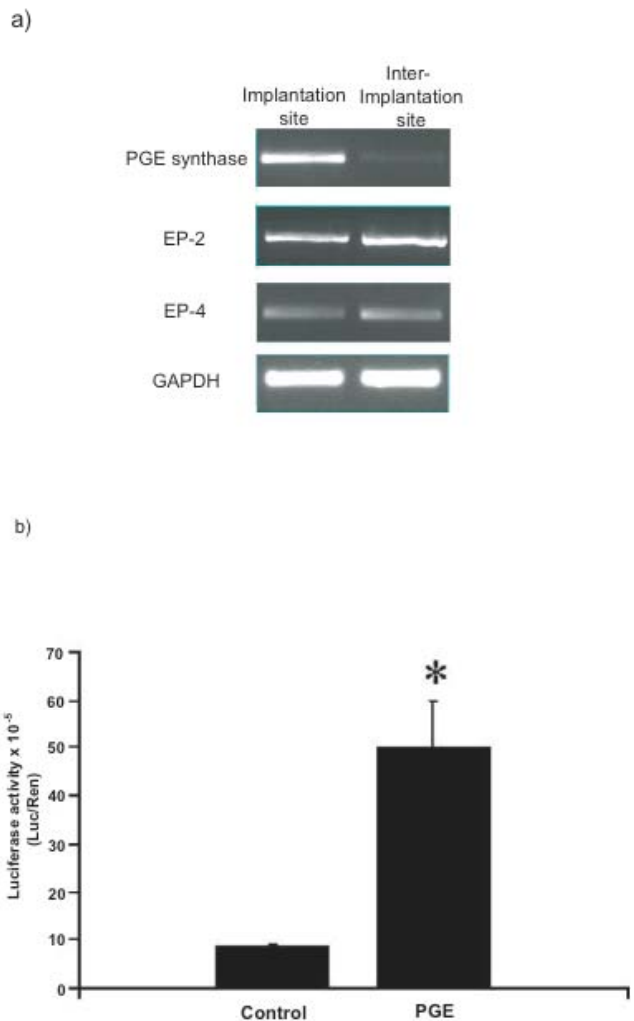 a)
Implantation
site
Inter-
Implantation
site
PGE synthase
EP-2
EP-4
GAPDH
b)
Luciferase activity x 10⁻⁵
(Luc/Ren)
70
60
50
40
30
20
10
0
*
Control
PGE